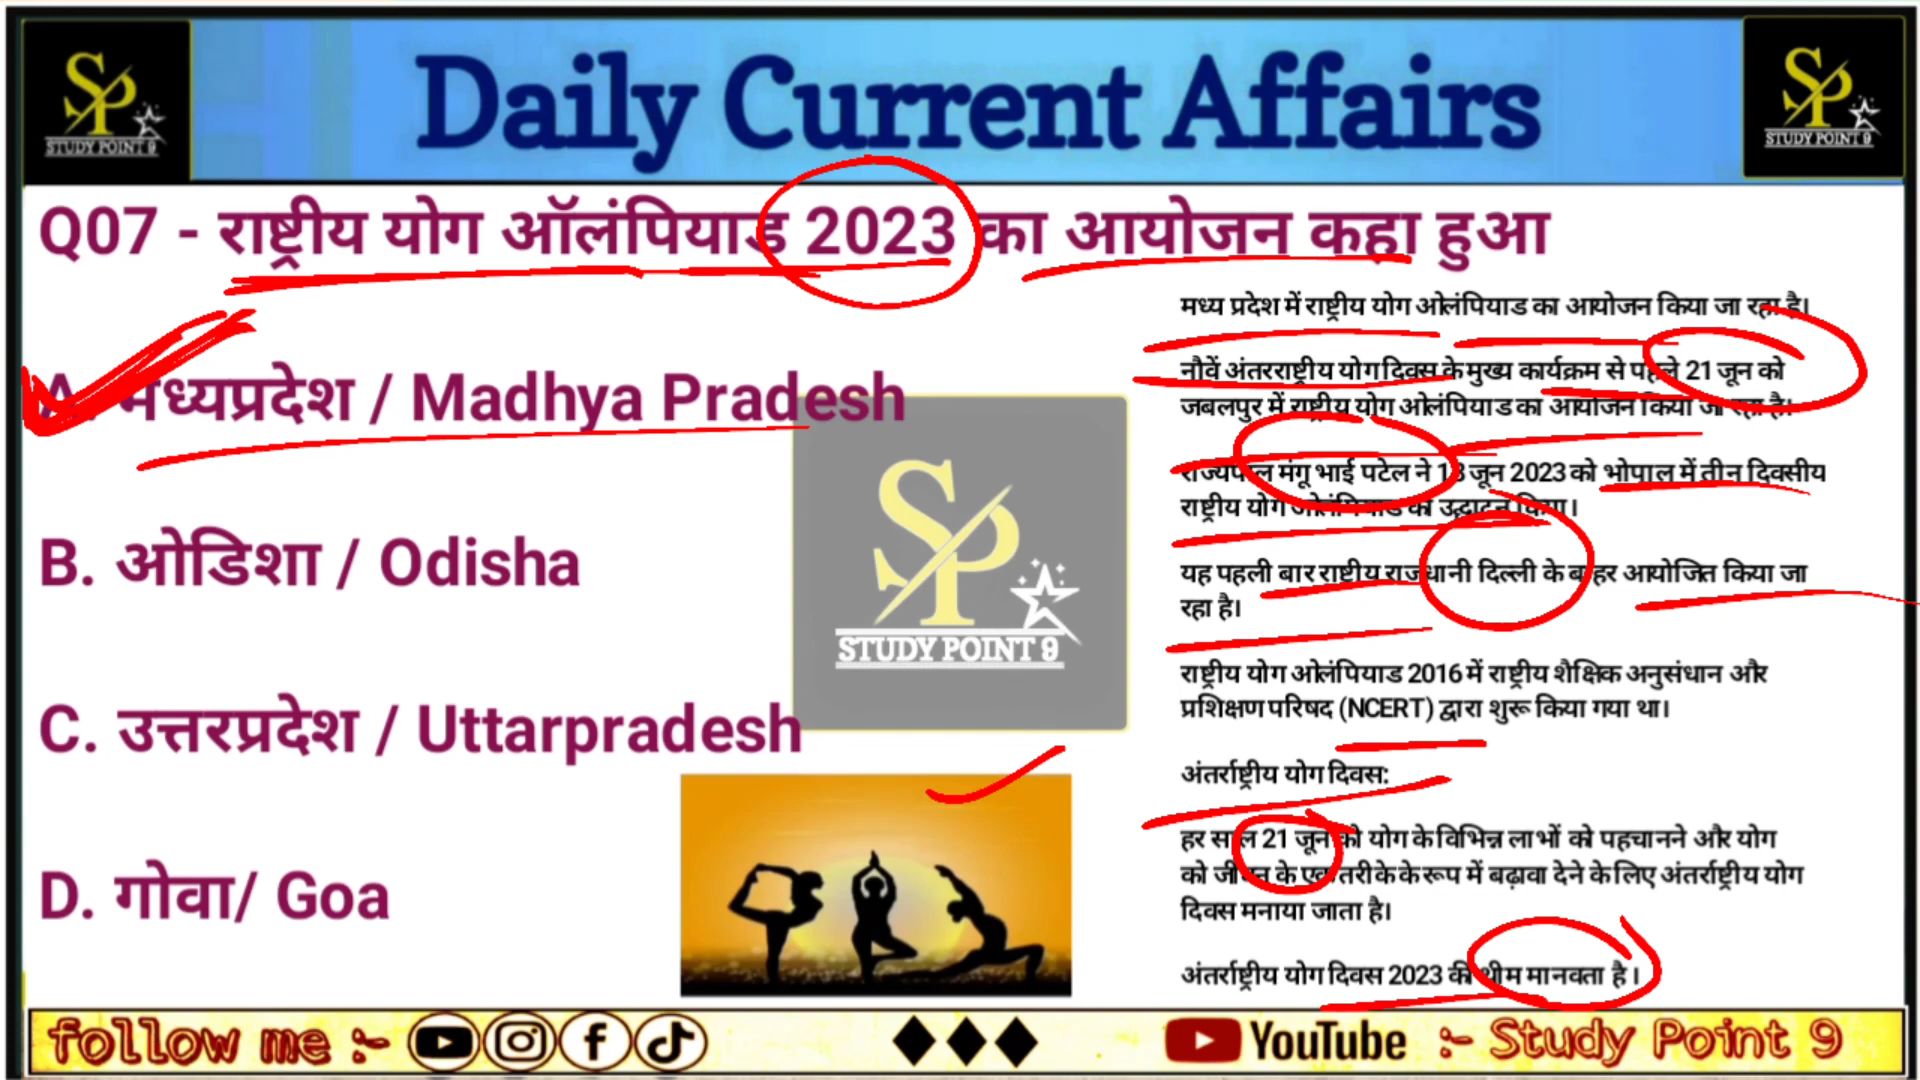 SP
STUDY POINT 9
Daily Current Affairs
SP
STUDY POINT 9
Q07 - राष्ट्रीय योग ऑलंपियाड 2023 का आयोजन कहा हुआ
A. मध्यप्रदेश / Madhya Pradesh
B. ओडिशा / Odisha
C. उत्तरप्रदेश / Uttarpradesh
D. गोवा/ Goa
SP
STUDY POINT 9
मध्य प्रदेश में राष्ट्रीय योग ओलंपियाड का आयोजन किया जा रहा है।
नौवें अंतरराष्ट्रीय योग दिवस के मुख्य कार्यक्रम से पहले 21 जून को
जबलपुर में राष्ट्रीय योग ओलंपियाड का आयोजन किया जा रहा है।
राज्यपाल मंगू भाई पटेल ने 18 जून 2023 को भोपाल में तीन दिवसीय
राष्ट्रीय योग ओलंपियाड का उद्घाटन किया।
यह पहली बार राष्ट्रीय राजधानी दिल्ली के बाहर आयोजित किया जा
रहा है।
राष्ट्रीय योग ओलंपियाड 2016 में राष्ट्रीय शैक्षिक अनुसंधान और
प्रशिक्षण परिषद (NCERT) द्वारा शुरू किया गया था।
अंतर्राष्ट्रीय योग दिवस:
हर साल 21 जून को योग के विभिन्न लाभों को पहचानने और योग
को जीवन के एक तरीके के रूप में बढ़ावा देने के लिए अंतर्राष्ट्रीय योग
दिवस मनाया जाता है।
अंतर्राष्ट्रीय योग दिवस 2023 की थीम मानवता है।
follow me :-
YouTube :- Study Point 9